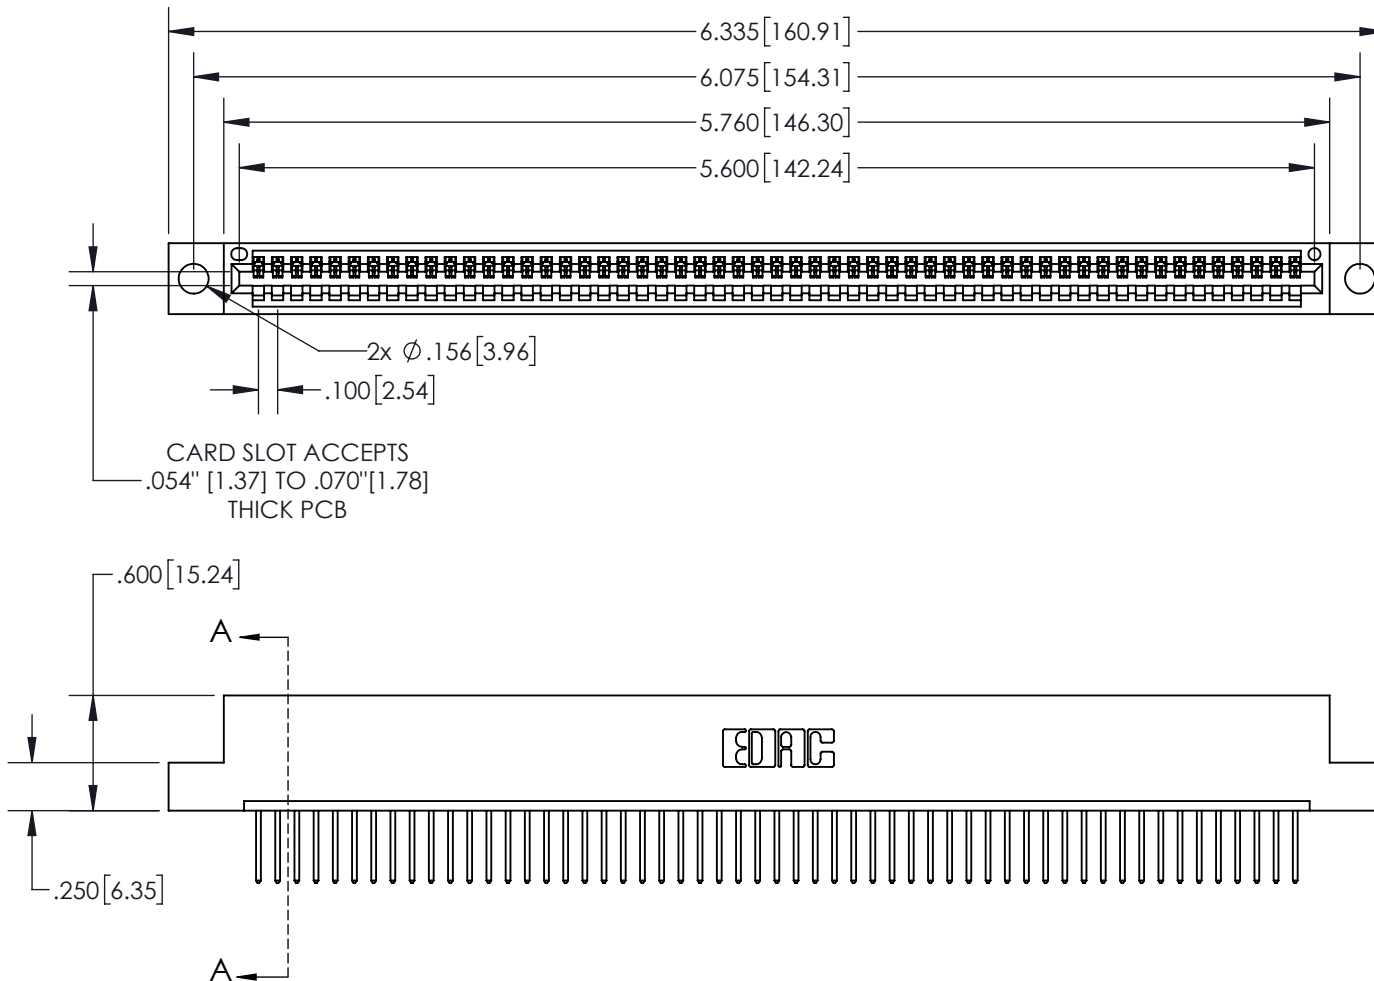 6.335[160.91]
6.075[154.31]
5.760[146.30]
5.600[142.24]
2x Ø.156[3.96]
.100[2.54]
CARD SLOT ACCEPTS
.054" [1.37] TO .070"[1.78]
THICK PCB
.600[15.24]
A
EDAC
.250[6.35]
A